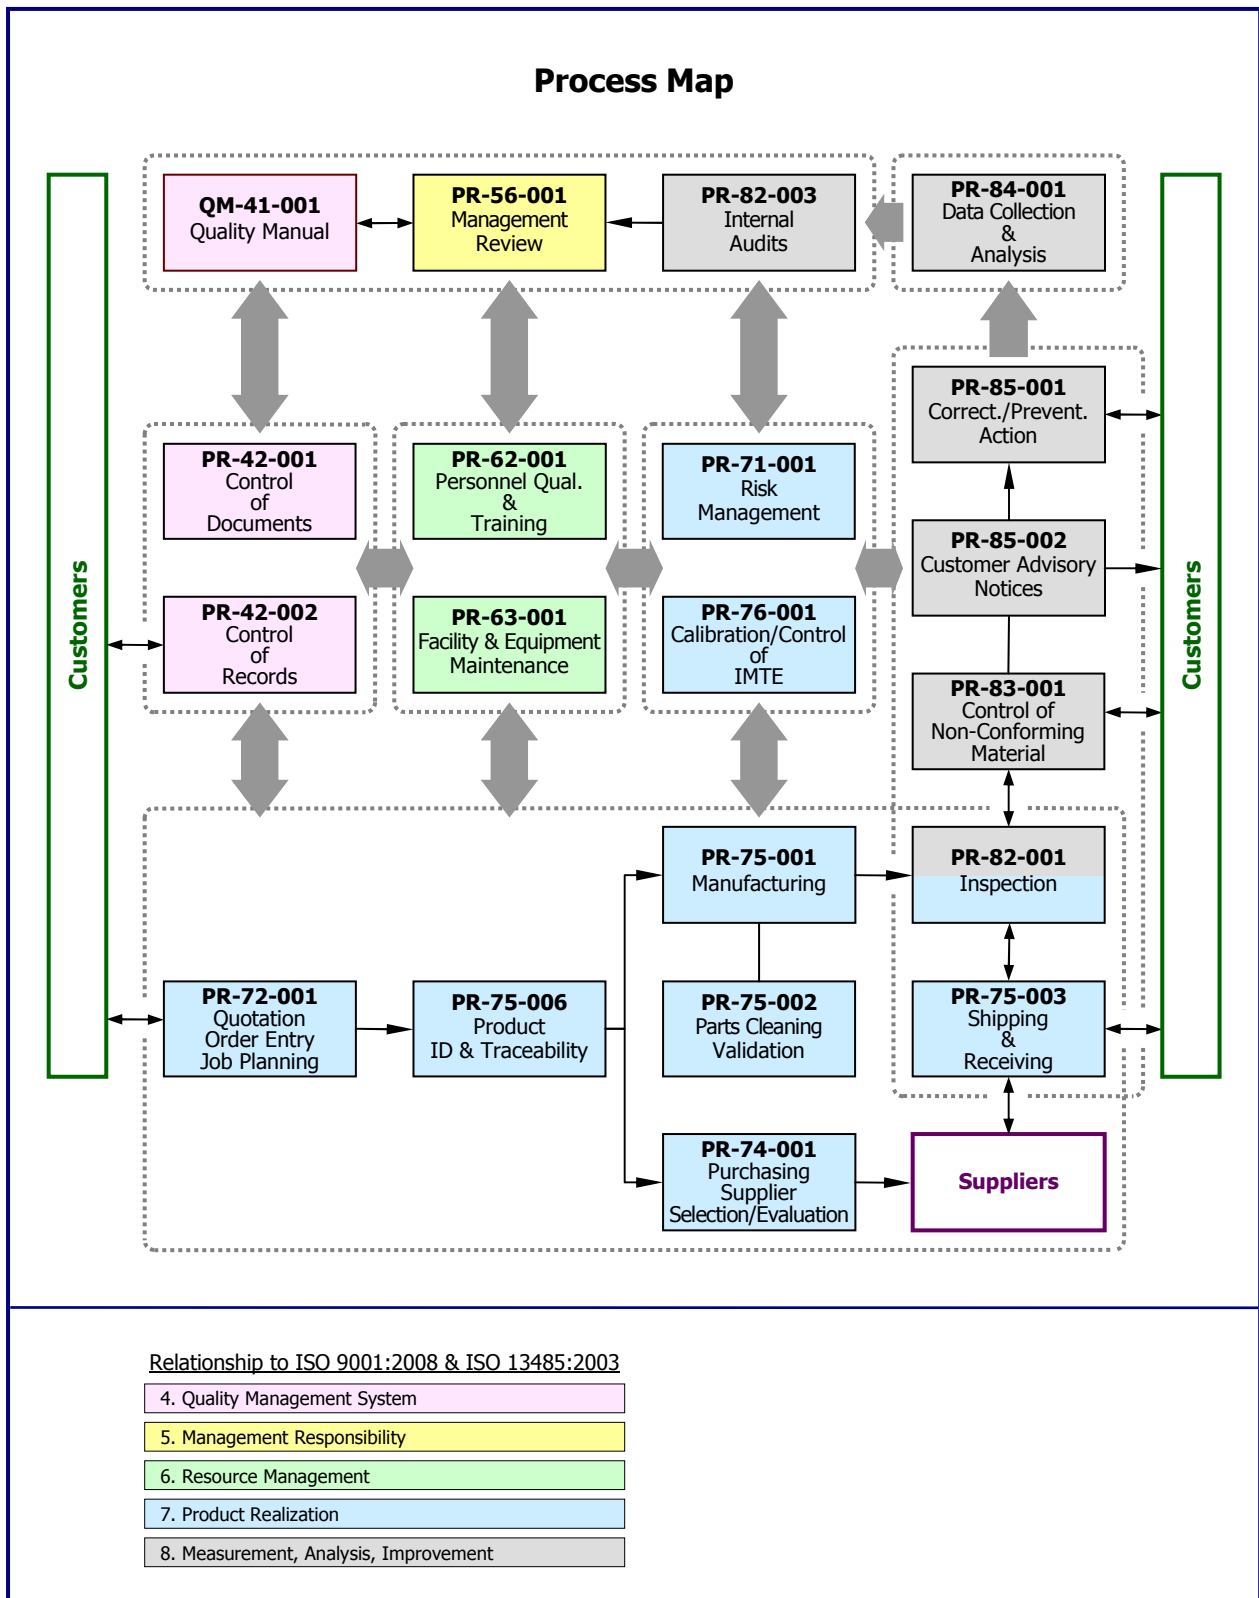 Process Map
Customers
QM-41-001
Quality Manual
PR-56-001
Management
Review
PR-82-003
Internal
Audits
PR-84-001
Data Collection
&
Analysis
Customers
PR-85-001
Correct./Prevent.
Action
PR-42-001
Control
of
Documents
PR-62-001
Personnel Qual.
&
Training
PR-71-001
Risk
Management
PR-85-002
Customer Advisory
Notices
PR-42-002
Control
of
Records
PR-63-001
Facility & Equipment
Maintenance
PR-76-001
Calibration/Control
of
IMTE
PR-83-001
Control of
Non-Conforming
Material
PR-75-001
Manufacturing
PR-82-001
Inspection
PR-72-001
Quotation
Order Entry
Job Planning
PR-75-006
Product
ID & Traceability
PR-75-002
Parts Cleaning
Validation
PR-75-003
Shipping
&
Receiving
PR-74-001
Purchasing
Supplier
Selection/Evaluation
Suppliers
Relationship to ISO 9001:2008 & ISO 13485:2003
4. Quality Management System
5. Management Responsibility
6. Resource Management
7. Product Realization
8. Measurement, Analysis, Improvement